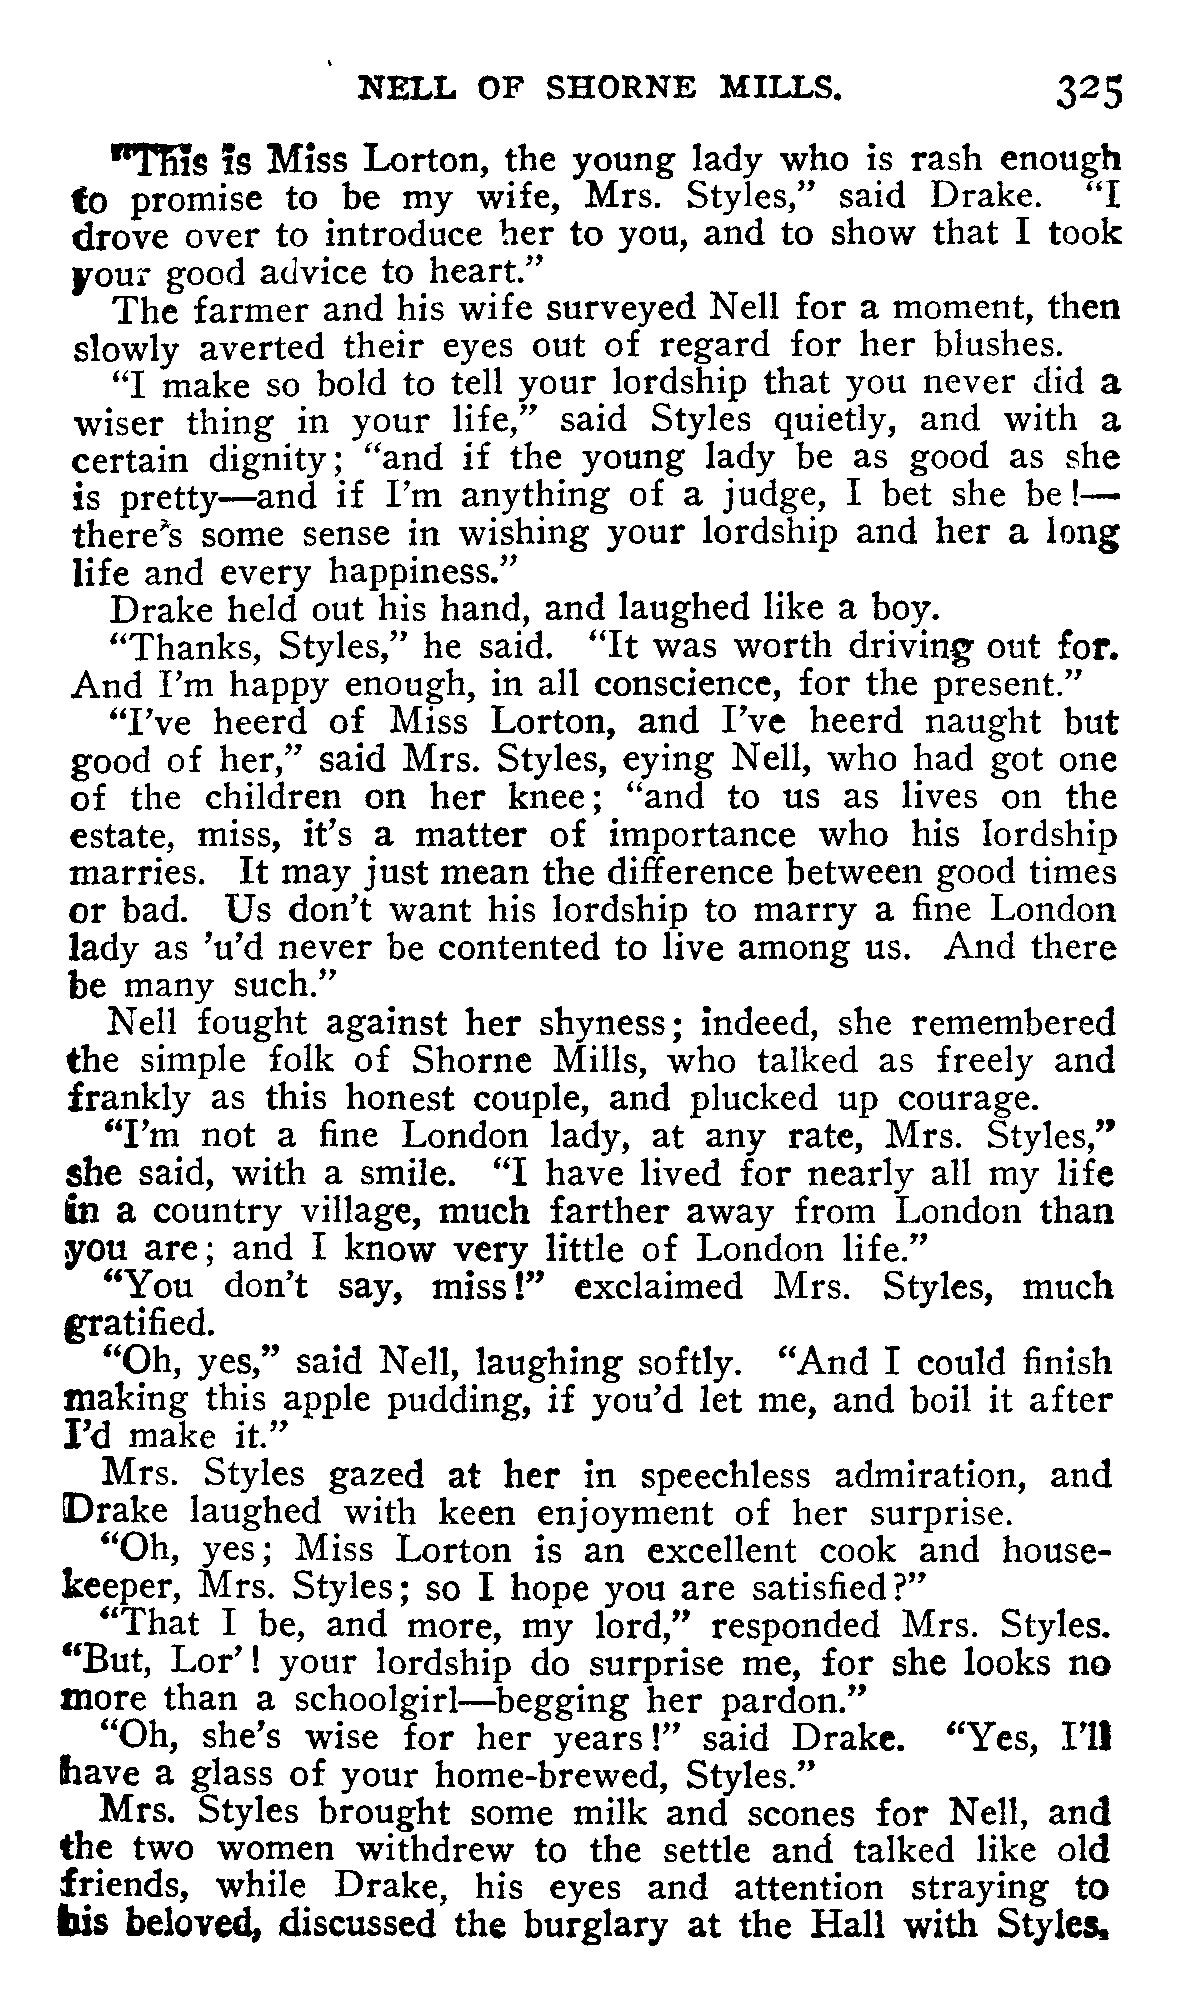 NELL OF SHORNE MILLS. 325
"This is Miss Lorton, the young lady who is rash enough
to promise to be my wife, Mrs. Styles," said Drake. "I
drove over to introduce her to you, and to show that I took
your good advice to heart."
The farmer and his wife surveyed Nell for a moment, then
slowly averted their eyes out of regard for her blushes.
"I make so bold to tell your lordship that you never did a
wiser thing in your life," said Styles quietly, and with a
certain dignity; "and if the young lady be as good as she
is pretty—and if I'm anything of a judge, I bet she be!—
there's some sense in wishing your lordship and her a long
life and every happiness."
Drake held out his hand, and laughed like a boy.
"Thanks, Styles," he said. "It was worth driving out for.
And I'm happy enough, in all conscience, for the present."
"I've heerd of Miss Lorton, and I've heerd naught but
good of her," said Mrs. Styles, eying Nell, who had got one
of the children on her knee; "and to us as lives on the
estate, miss, it's a matter of importance who his lordship
marries. It may just mean the difference between good times
or bad. Us don't want his lordship to marry a fine London
lady as 'u'd never be contented to live among us. And there
be many such."
Nell fought against her shyness; indeed, she remembered
the simple folk of Shorne Mills, who talked as freely and
frankly as this honest couple, and plucked up courage.
"I'm not a fine London lady, at any rate, Mrs. Styles,"
she said, with a smile. "I have lived for nearly all my life
in a country village, much farther away from London than
you are; and I know very little of London life."
"You don't say, miss!" exclaimed Mrs. Styles, much
gratified.
"Oh, yes," said Nell, laughing softly. "And I could finish
making this apple pudding, if you'd let me, and boil it after
I'd make it."
Mrs. Styles gazed at her in speechless admiration, and
Drake laughed with keen enjoyment of her surprise.
"Oh, yes; Miss Lorton is an excellent cook and house-
keeper, Mrs. Styles; so I hope you are satisfied?"
"That I be, and more, my lord," responded Mrs. Styles.
"But, Lor'! your lordship do surprise me, for she looks no
more than a schoolgirl—begging her pardon."
"Oh, she's wise for her years!" said Drake. "Yes, I'll
have a glass of your home-brewed, Styles."
Mrs. Styles brought some milk and scones for Nell, and
the two women withdrew to the settle and talked like old
friends, while Drake, his eyes and attention straying to
his beloved, discussed the burglary at the Hall with Styles.